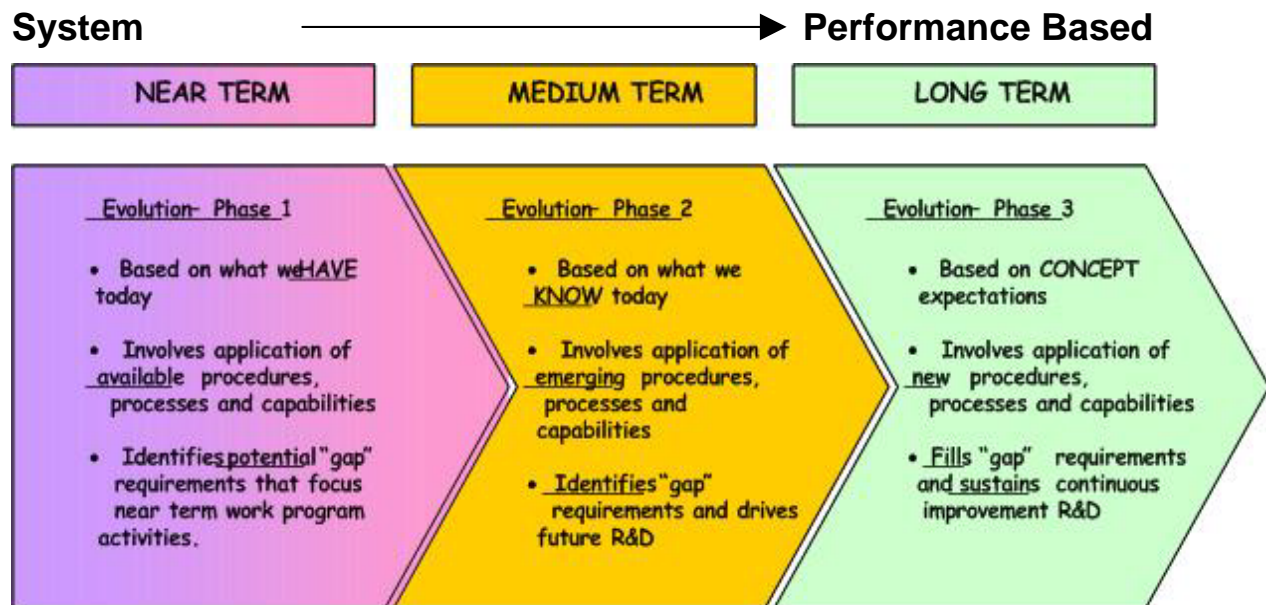 System
Performance Based
NEAR TERM
MEDIUM TERM
LONG TERM
Evolution- Phase 1
• Based on what weHAVE
today
• Involves application of
available procedures,
processes and capabilities
• Identifiespotential"gap"
requirements that focus
near term work program
activities.
Evolution- Phase 2
• Based on what we
KNOW today
• Involves application of
emerging procedures,
processes and
capabilities
• Identifies"gap"
requirements and drives
future R&D
Evolution- Phase 3
• Based on CONCEPT
expectations
• Involves application of
new procedures,
processes and capabilities
• Fills "gap" requirements
and sustains continuous
improvement R&D